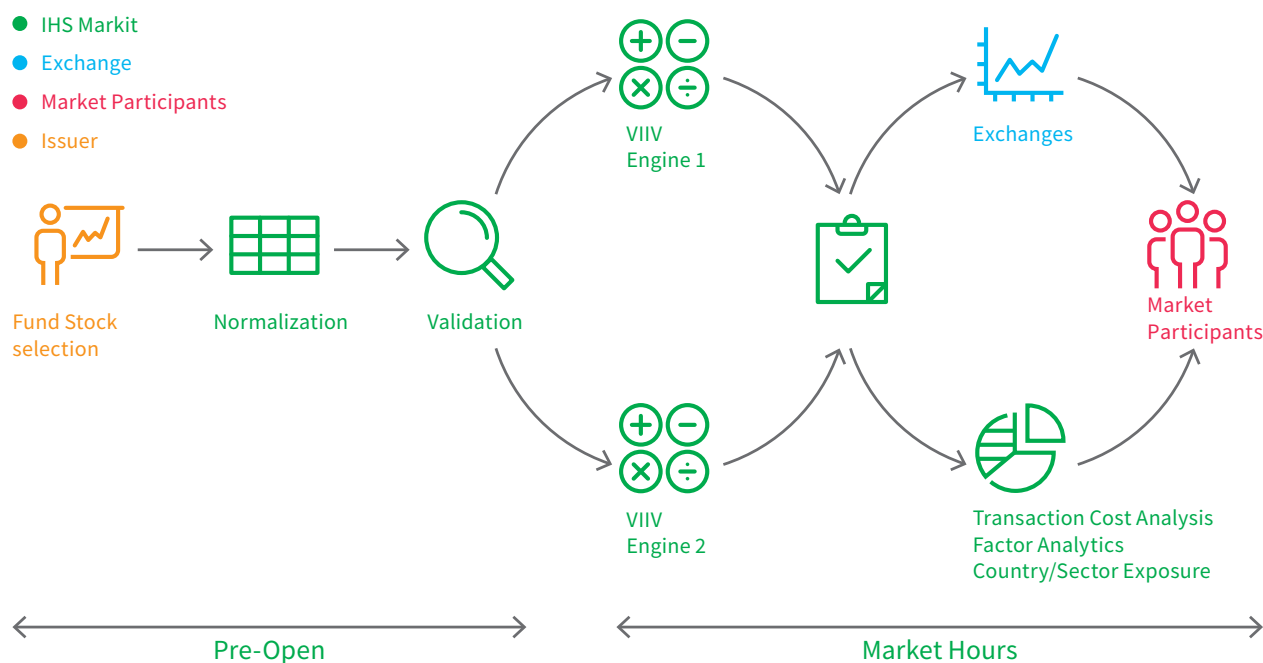 IHS Markit
Exchange
Market Participants
Issuer
Fund Stock
selection
Normalization
Validation
VIIV
Engine 1
VIIV
Engine 2
Exchanges
Transaction Cost Analysis
Factor Analytics
Country/Sector Exposure
Market
Participants
Pre-Open
Market Hours